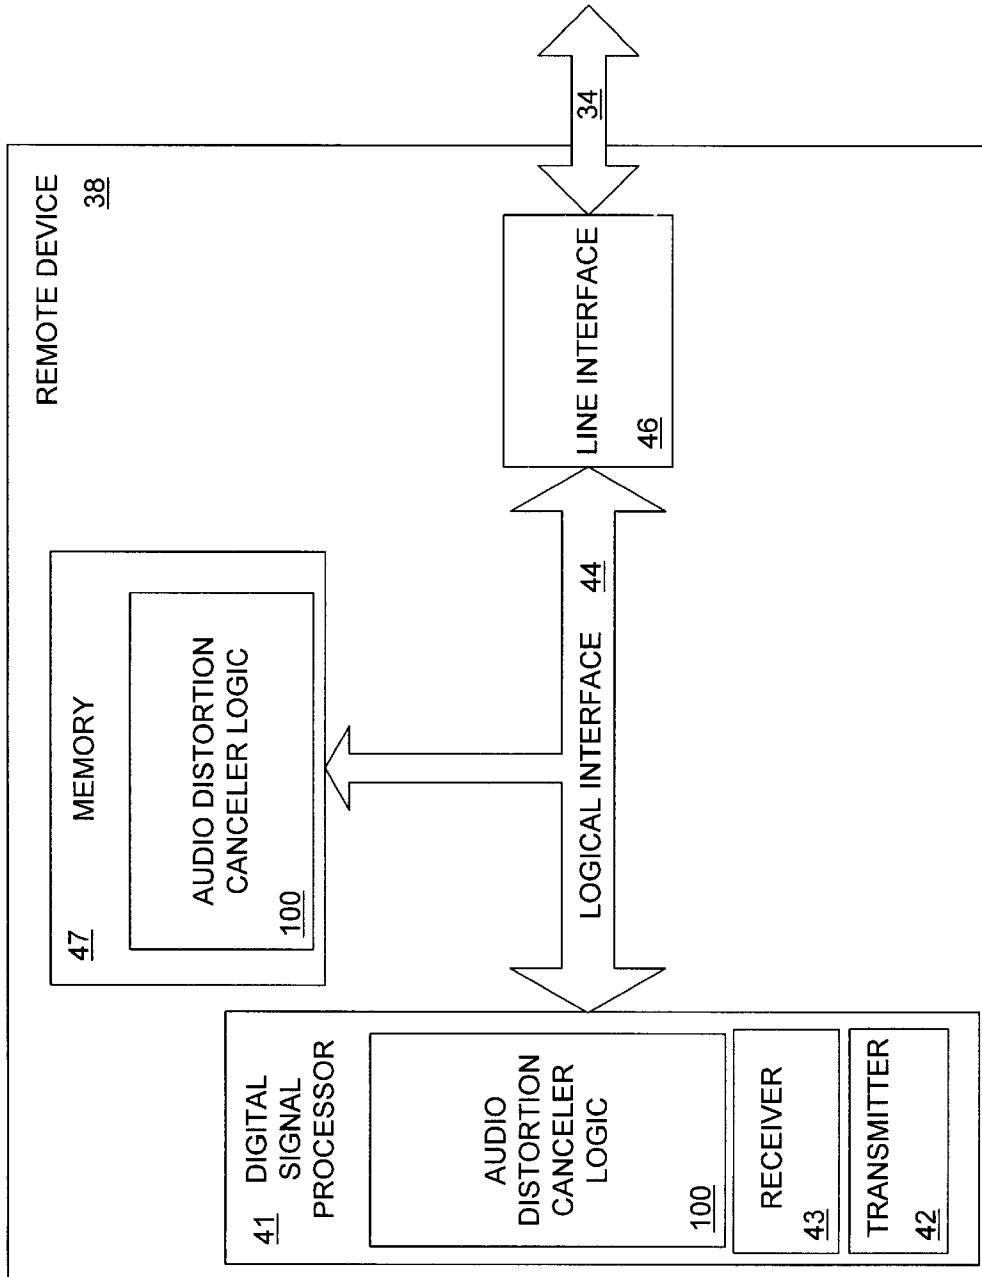 REMOTE DEVICE
38
MEMORY
47
AUDIO DISTORTION
CANCELER LOGIC
100
41
DIGITAL
SIGNAL
PROCESSOR
AUDIO
DISTORTION
CANCELER
LOGIC
100
RECEIVER
43
TRANSMITTER
42
LOGICAL INTERFACE
44
LINE INTERFACE
46
34